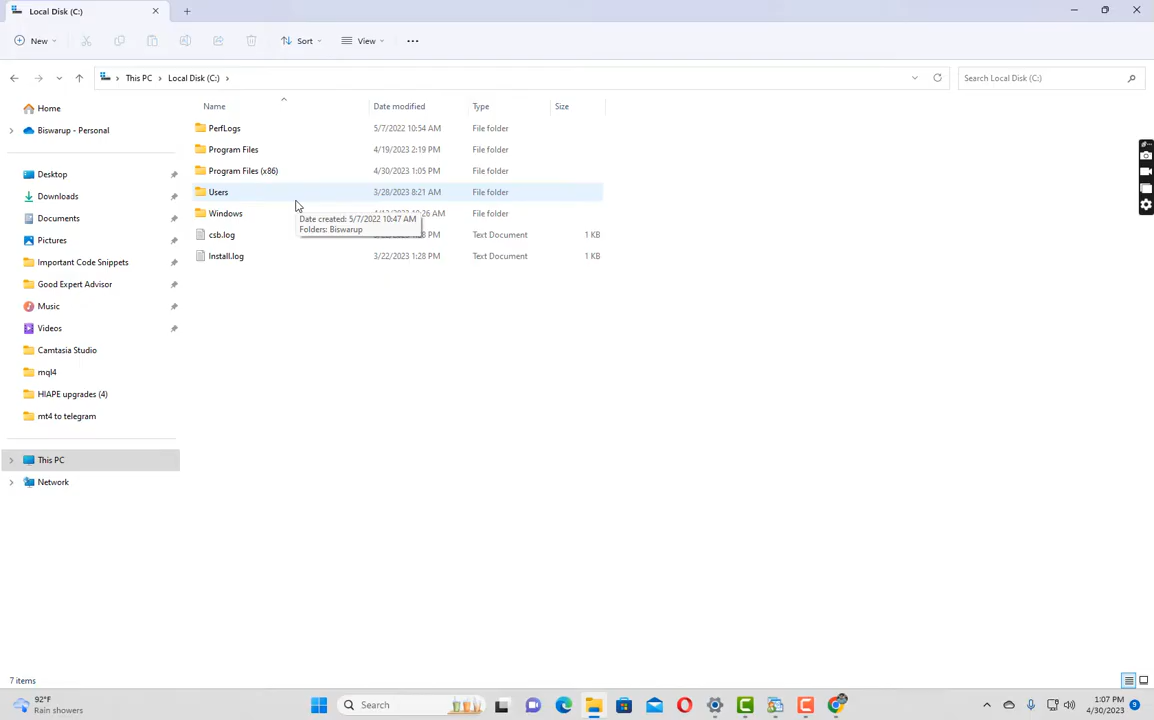 Local Disk (C:)
New
Sort
View
This PC
Local Disk (C:)
Search Local Disk (C:)
Home
Biswarup - Personal
Desktop
Downloads
Documents
Pictures
Important Code Snippets
Good Expert Advisor
Music
Videos
Camtasia Studio
mql4
HIAPE upgrades (4)
mt4 to telegram
This PC
Network
Name Date modified Type Size
PerfLogs 5/7/2022 10:54 AM File folder
Program Files 4/19/2023 2:19 PM File folder
Program Files (x86) 4/30/2023 1:05 PM File folder
Users 3/28/2023 8:21 AM File folder
Windows :26 AM File folder
Date created: 5/7/2022 10:47 AM
Folders: Biswarup
csb.log PM Text Document 1 KB
Install.log 3/22/2023 1:28 PM Text Document 1 KB
7 items
92°F
Rain showers
Search
1:07 PM
4/30/2023
9